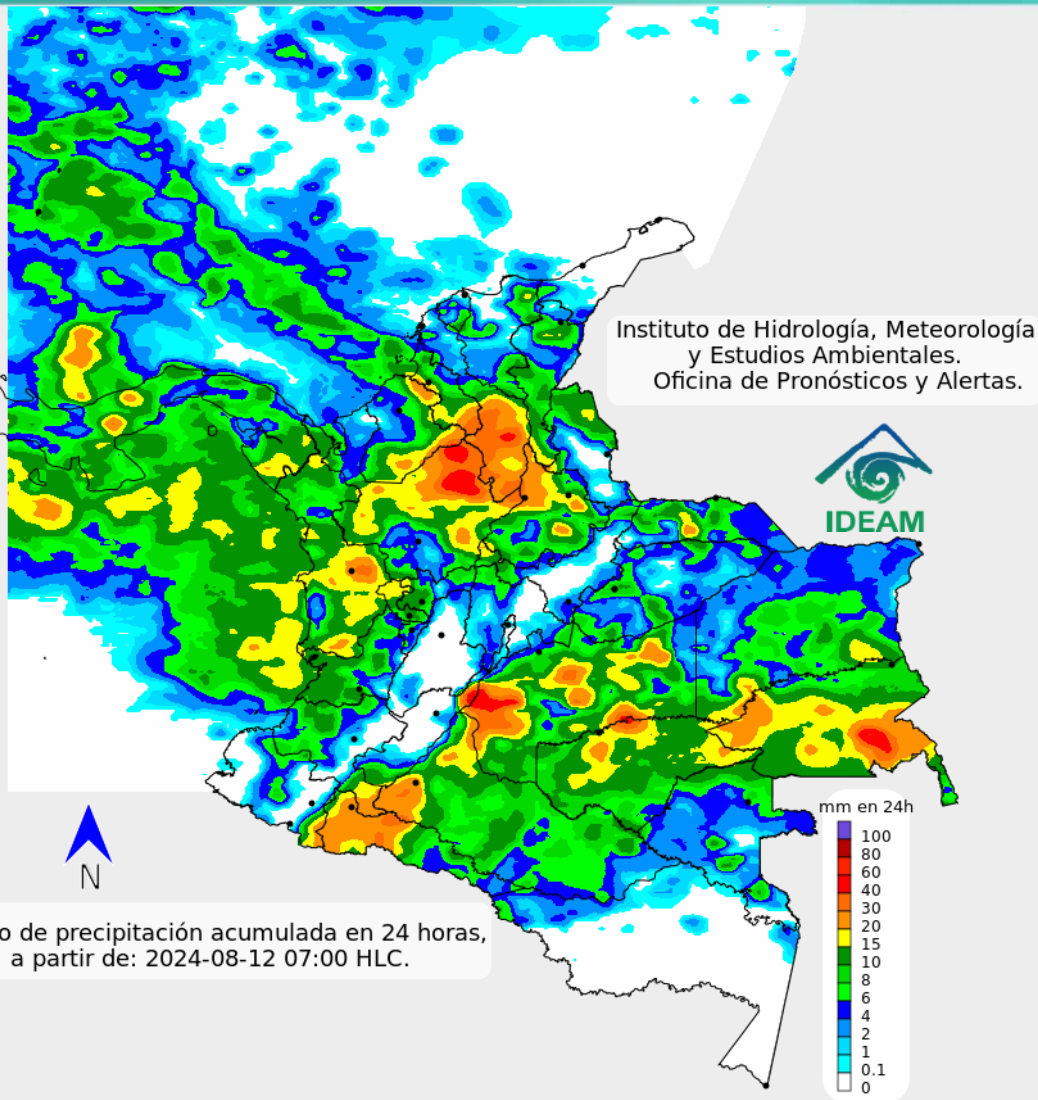 Instituto de Hidrología, Meteorología
y Estudios Ambientales.
Oficina de Pronósticos y Alertas.
IDEAM
mm en 24h
100
80
60
40
30
20
15
10
8
6
4
2
1
0.1
0
N
o de precipitación acumulada en 24 horas,
a partir de: 2024-08-12 07:00 HLC.